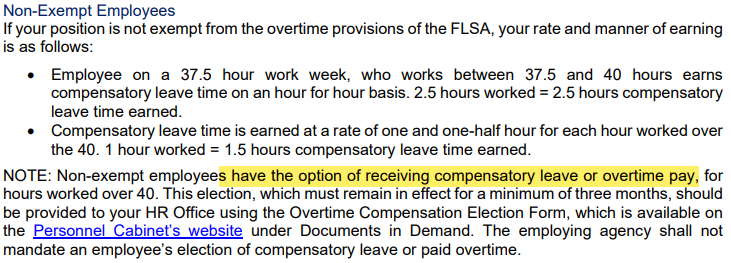 Non-Exempt Employees
If your position is not exempt from the overtime provisions of the FLSA, your rate and manner of earning
is as follows:
• Employee on a 37.5 hour work week, who works between 37.5 and 40 hours earns
compensatory leave time on an hour for hour basis. 2.5 hours worked = 2.5 hours compensatory
leave time earned.
• Compensatory leave time is earned at a rate of one and one-half hour for each hour worked over
the 40. 1 hour worked = 1.5 hours compensatory leave time earned.
NOTE: Non-exempt employees have the option of receiving compensatory leave or overtime pay, for
hours worked over 40. This election, which must remain in effect for a minimum of three months, should
be provided to your HR Office using the Overtime Compensation Election Form, which is available on
the Personnel Cabinet's website under Documents in Demand. The employing agency shall not
mandate an employee's election of compensatory leave or paid overtime.